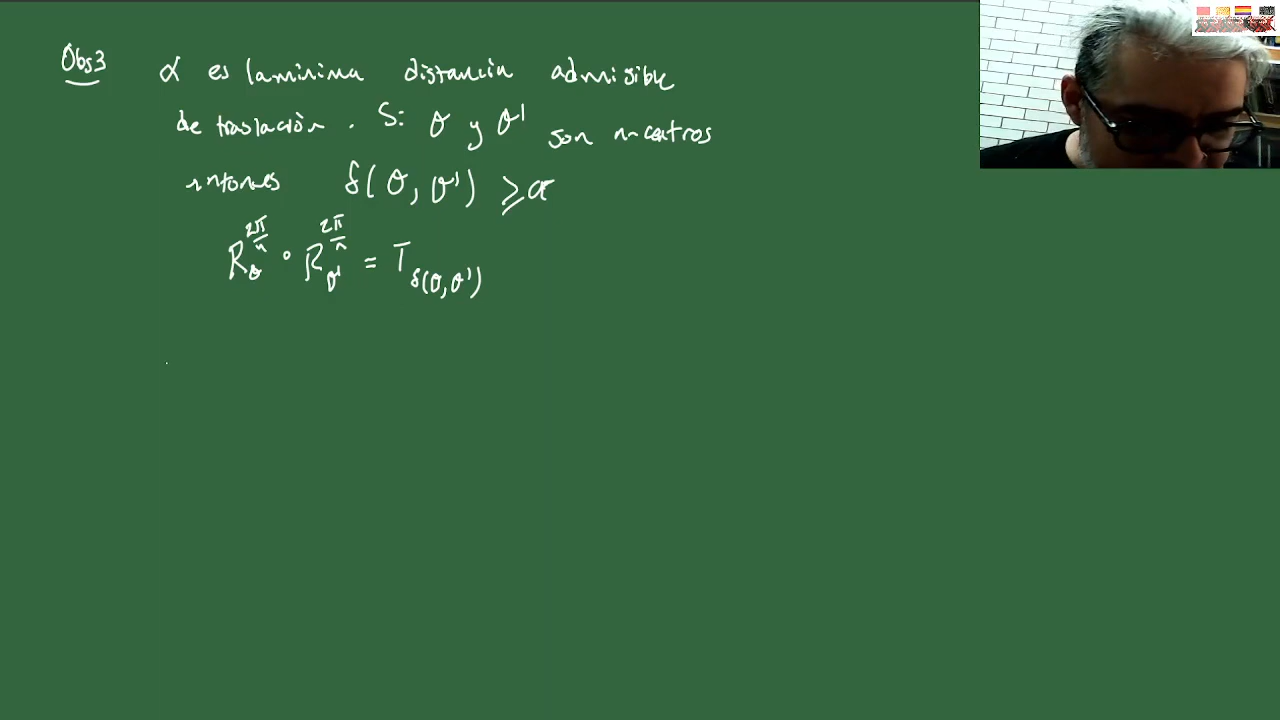 Obs3 α es la mínima distancia admisible
de traslación. Si θ y θ' son n-centros
entonces δ(θ, θ') ≥ α
R_θ^{2π/n} ∘ R_{θ'}^{2π/n} = T_{δ(θ,θ')}